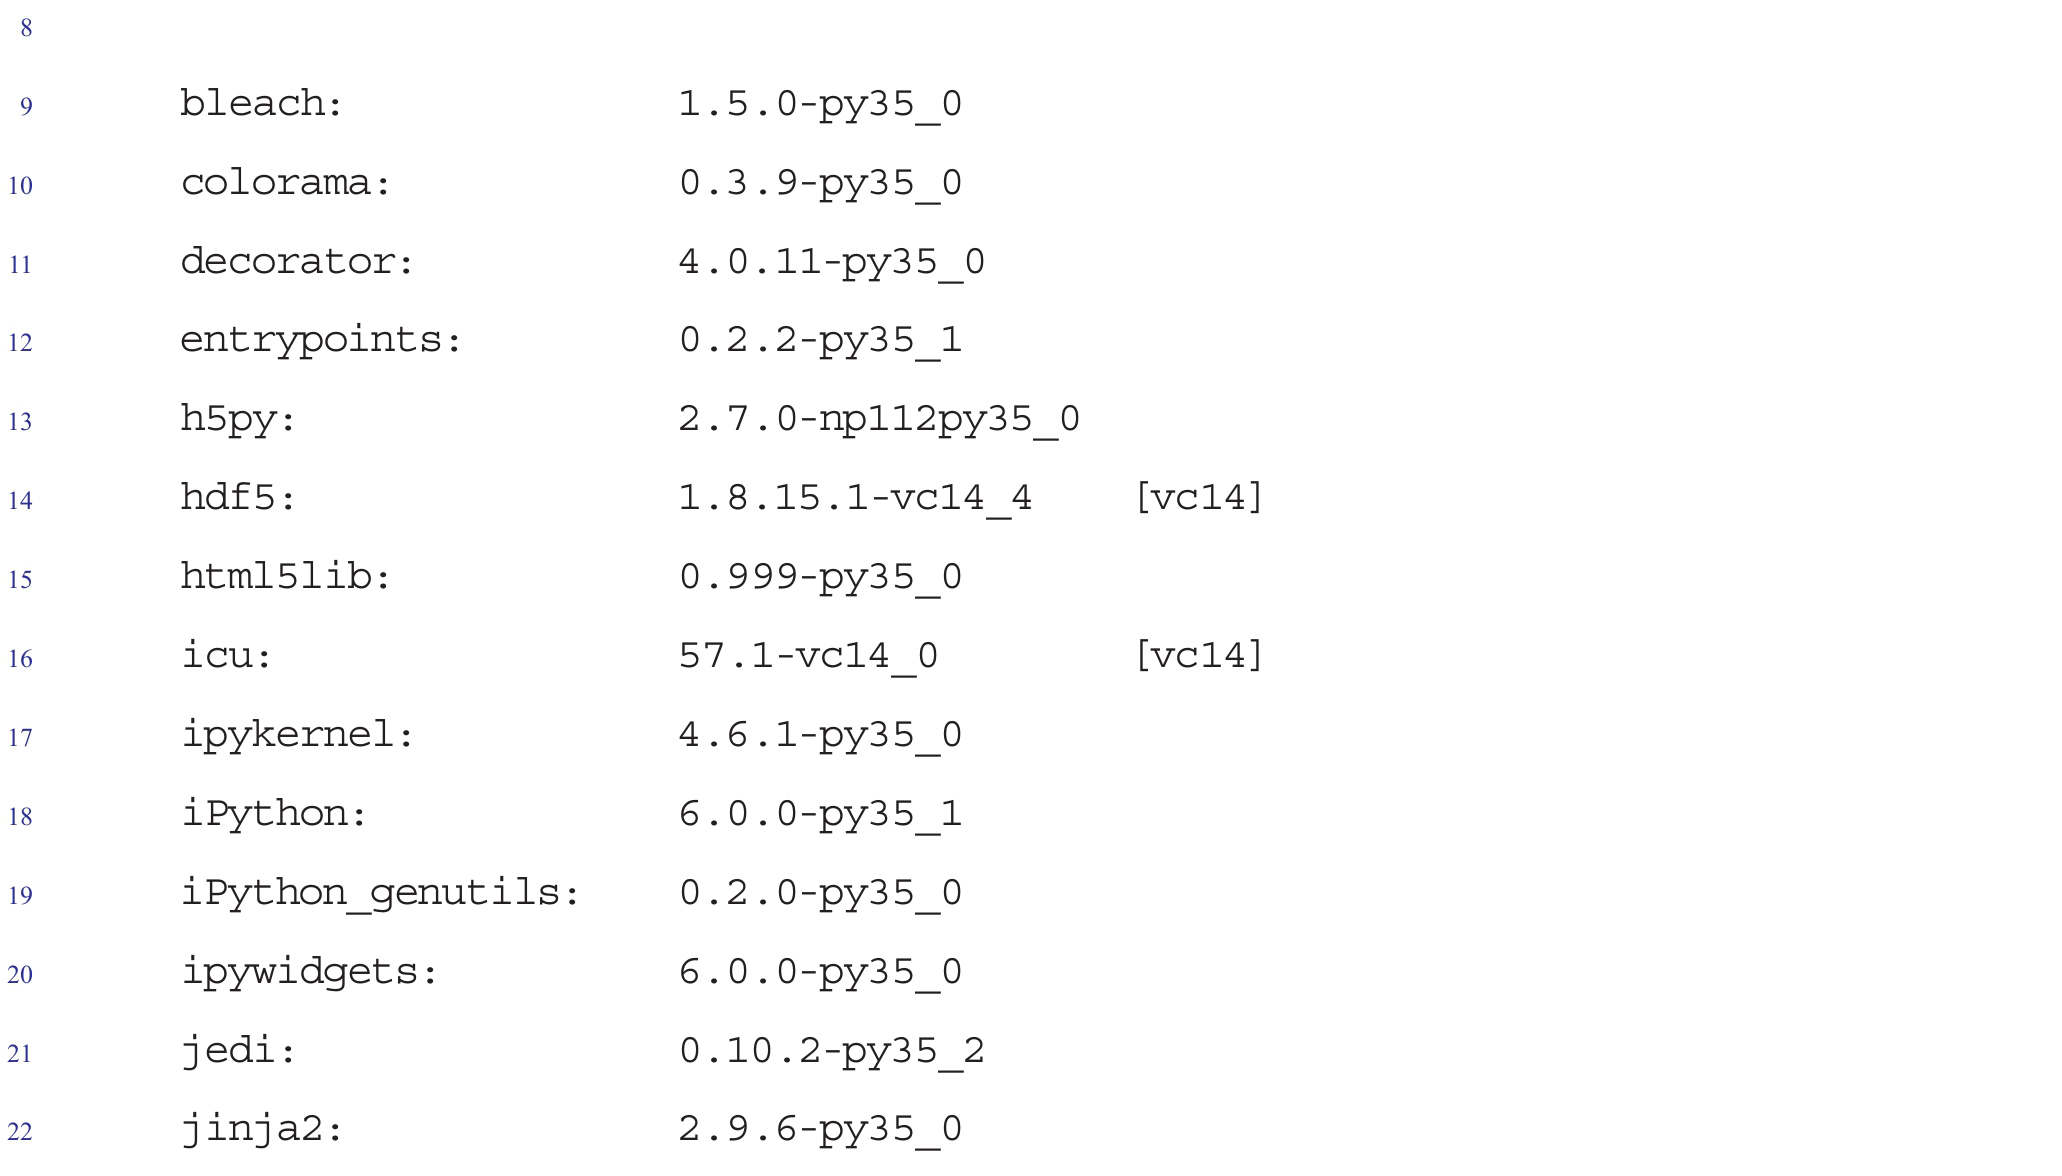 8
9 bleach: 1.5.0-py35_0
10 colorama: 0.3.9-py35_0
11 decorator: 4.0.11-py35_0
12 entrypoints: 0.2.2-py35_1
13 h5py: 2.7.0-np112py35_0
14 hdf5: 1.8.15.1-vc14_4 [vc14]
15 html5lib: 0.999-py35_0
16 icu: 57.1-vc14_0 [vc14]
17 ipykernel: 4.6.1-py35_0
18 iPython: 6.0.0-py35_1
19 iPython_genutils: 0.2.0-py35_0
20 ipywidgets: 6.0.0-py35_0
21 jedi: 0.10.2-py35_2
22 jinja2: 2.9.6-py35_0